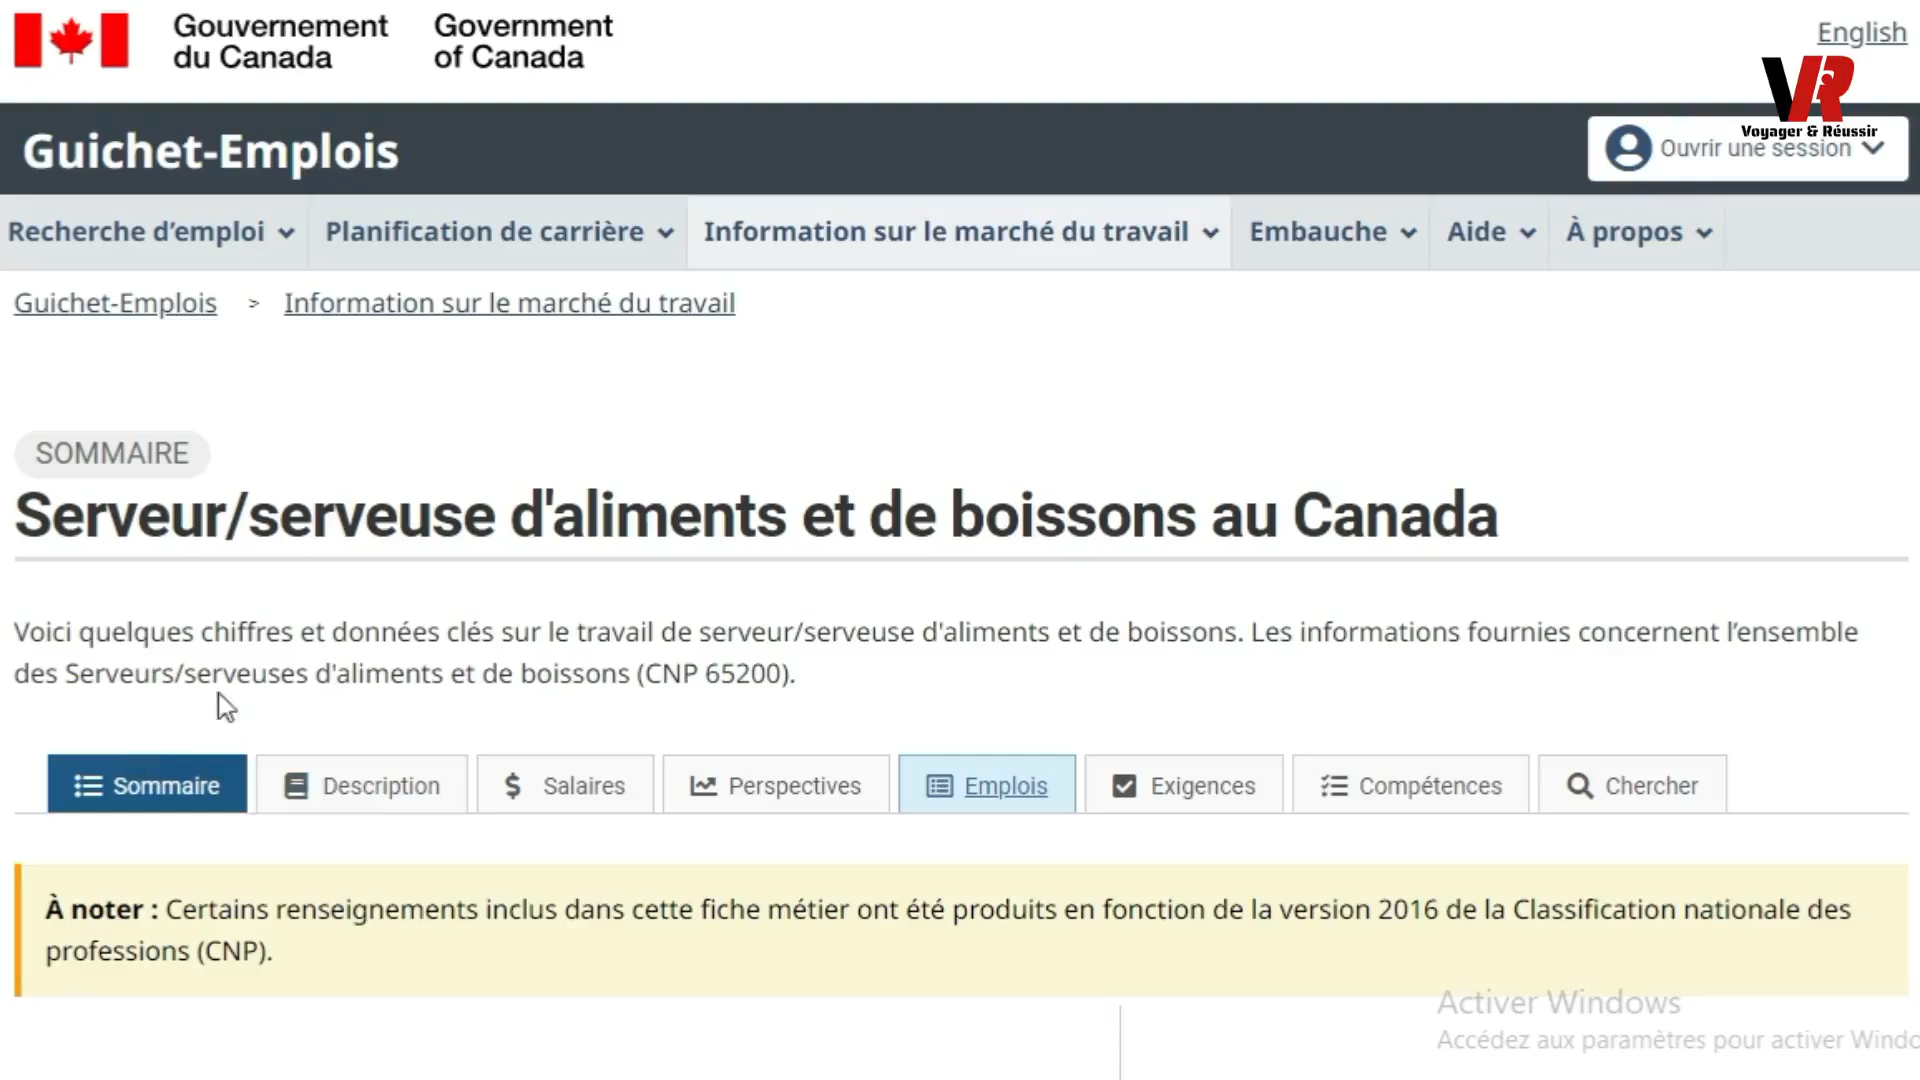 Gouvernement
du Canada
Government
of Canada
English
VR
Voyager & Réussir
Guichet-Emplois
Ouvrir une session
Recherche d'emploi
Planification de carrière
Information sur le marché du travail
Embauche
Aide
À propos
Guichet-Emplois > Information sur le marché du travail
SOMMAIRE
Serveur/serveuse d'aliments et de boissons au Canada
Voici quelques chiffres et données clés sur le travail de serveur/serveuse d'aliments et de boissons. Les informations fournies concernent l'ensemble
des Serveurs/serveuses d'aliments et de boissons (CNP 65200).
Sommaire
Description
$ Salaires
Perspectives
Emplois
Exigences
Compétences
Chercher
À noter : Certains renseignements inclus dans cette fiche métier ont été produits en fonction de la version 2016 de la Classification nationale des
professions (CNP).
Activer Windows
Accédez aux paramètres pour activer Windo